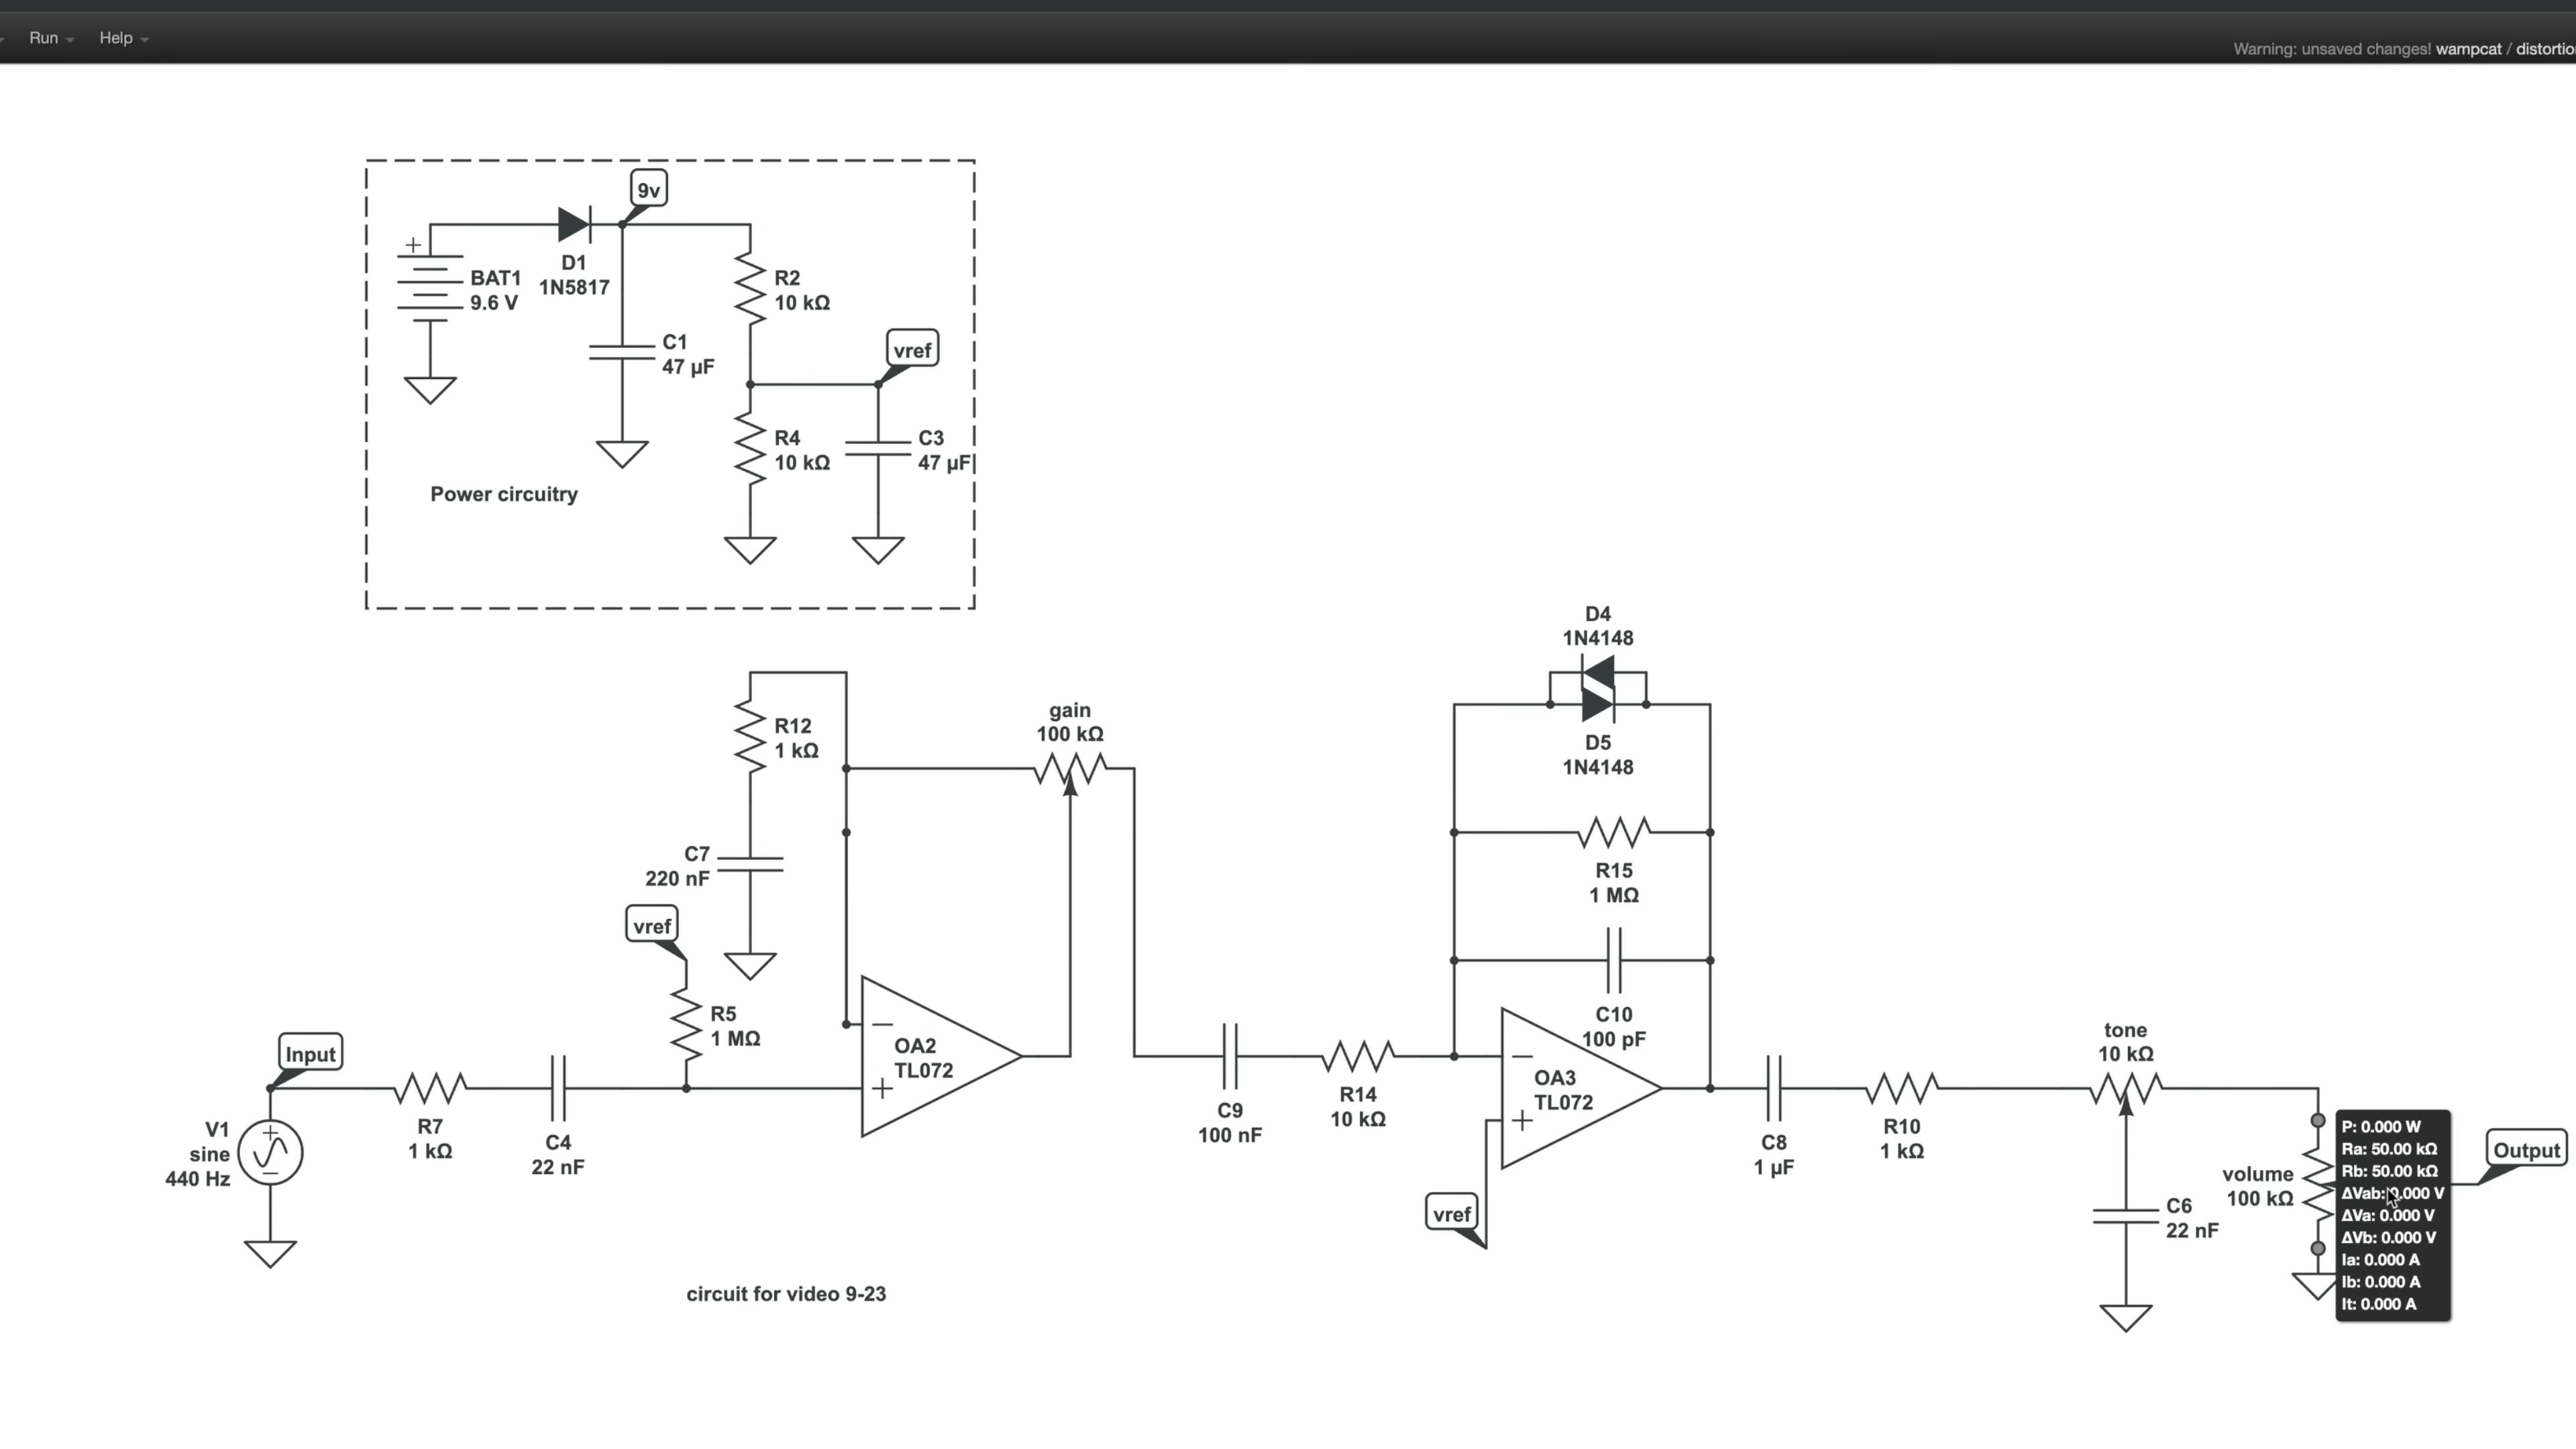 Run
Help
Warning: unsaved changes! wampcat / distortio
9v
+
BAT1
9.6 V
D1
1N5817
R2
10 kΩ
C1
47 µF
vref
R4
10 kΩ
C3
47 µF
Power circuitry
D4
1N4148
R12
1 kΩ
gain
100 kΩ
D5
1N4148
C7
220 nF
R15
1 MΩ
vref
R5
1 MΩ
C10
100 pF
Input
OA2
TL072
tone
10 kΩ
V1
sine
440 Hz
R7
1 kΩ
C4
22 nF
C9
100 nF
R14
10 kΩ
OA3
TL072
C8
1 µF
R10
1 kΩ
vref
C6
22 nF
volume
100 kΩ
P: 0.000 W
Ra: 50.00 kΩ
Rb: 50.00 kΩ
ΔVab: 0.000 V
ΔVa: 0.000 V
ΔVb: 0.000 V
Ia: 0.000 A
Ib: 0.000 A
It: 0.000 A
Output
circuit for video 9-23